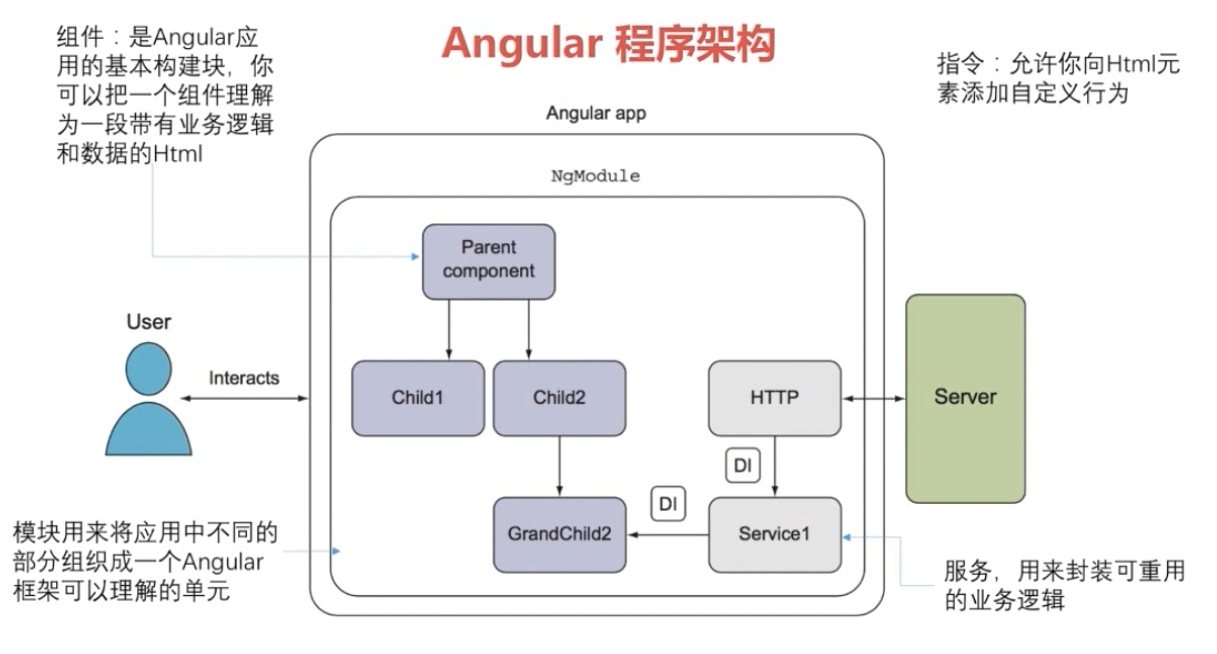 Angular 程序架构
组件：是Angular应
用的基本构建块，你
可以把一个组件理解
为一段带有业务逻辑
和数据的Html
指令：允许你向Html元
素添加自定义行为
Angular app
NgModule
Parent
component
User
Interacts
Child1
Child2
HTTP
Server
DI
DI
GrandChild2
Service1
模块用来将应用中不同的
部分组织成一个Angular
框架可以理解的单元
服务，用来封装可重用
的业务逻辑